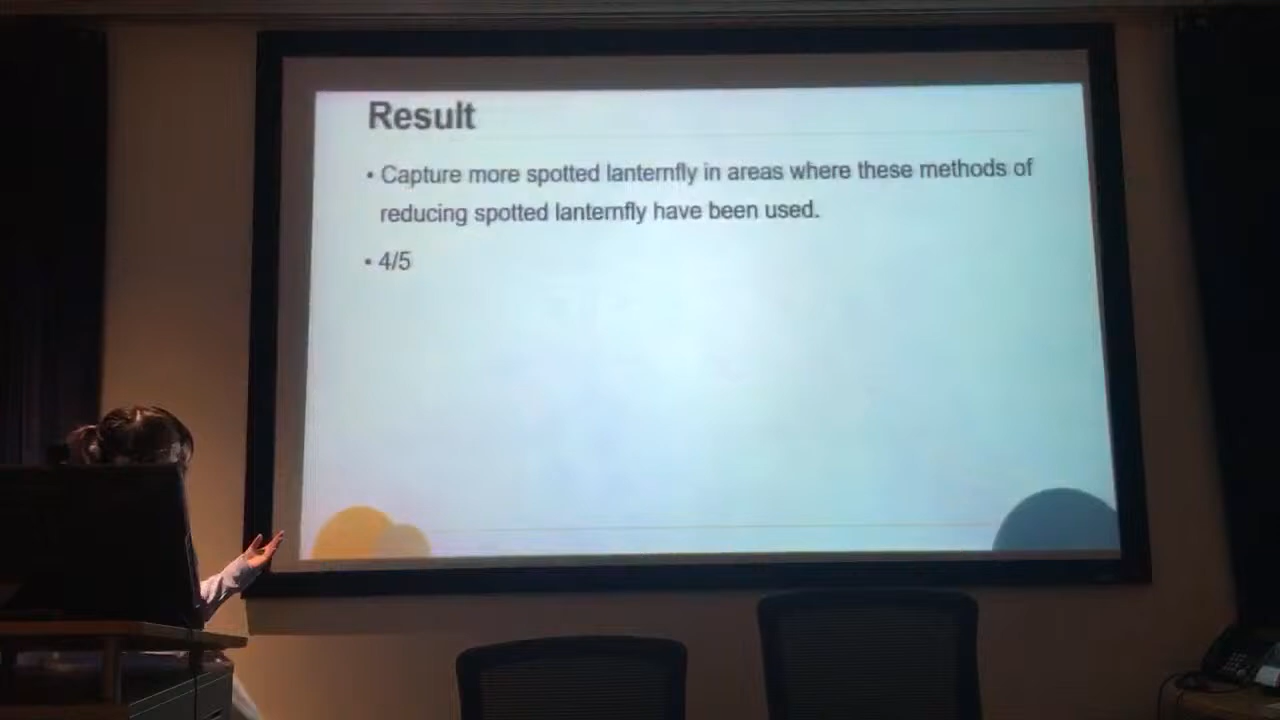 Result
• Capture more spotted lanternfly in areas where these methods of
reducing spotted lanternfly have been used.
• 4/5